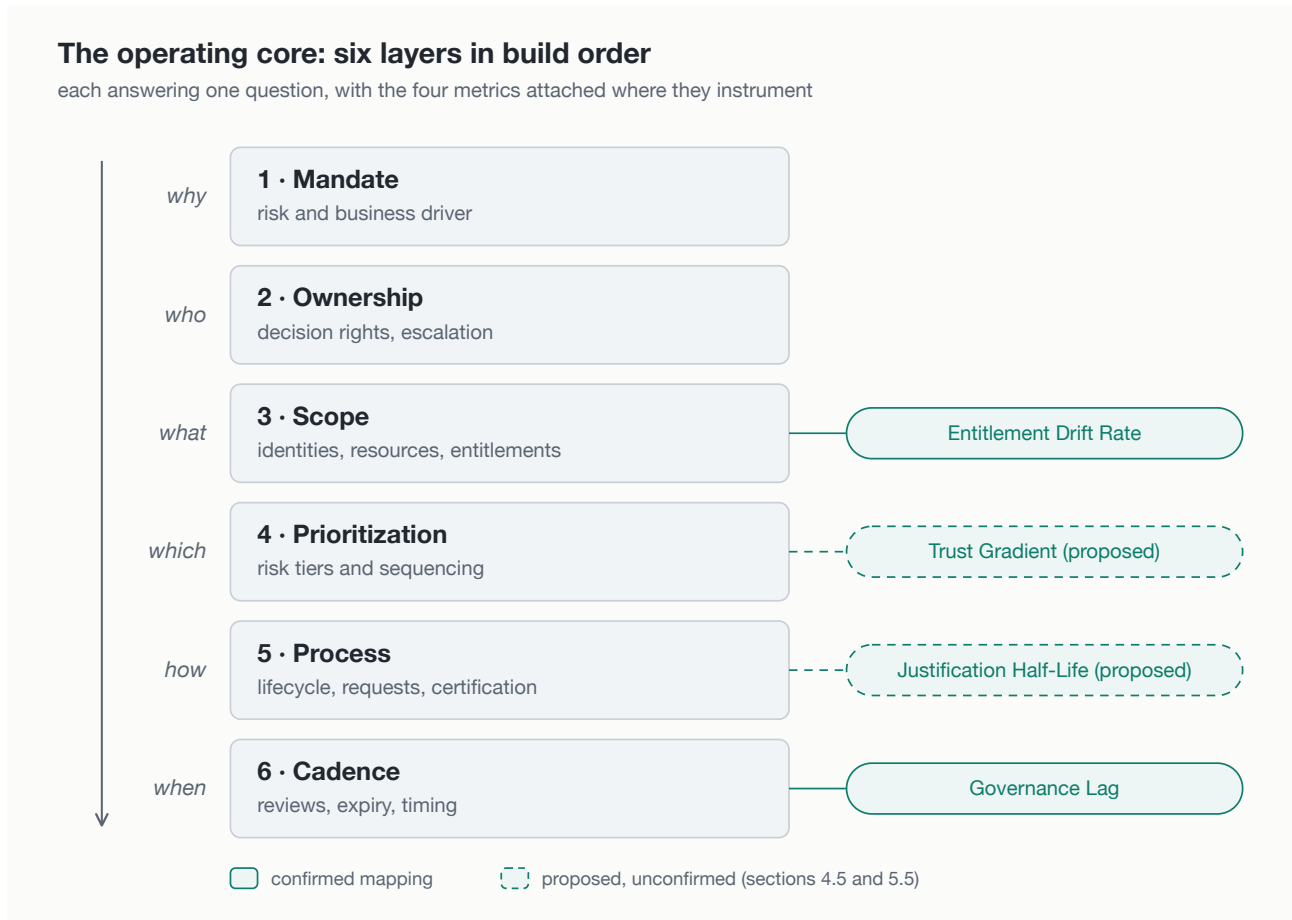 The operating core: six layers in build order
each answering one question, with the four metrics attached where they instrument
why
1 · Mandate
risk and business driver
who
2 · Ownership
decision rights, escalation
what
3 · Scope
identities, resources, entitlements
Entitlement Drift Rate
which
4 · Prioritization
risk tiers and sequencing
Trust Gradient (proposed)
how
5 · Process
lifecycle, requests, certification
Justification Half-Life (proposed)
when
6 · Cadence
reviews, expiry, timing
Governance Lag
confirmed mapping
proposed, unconfirmed (sections 4.5 and 5.5)